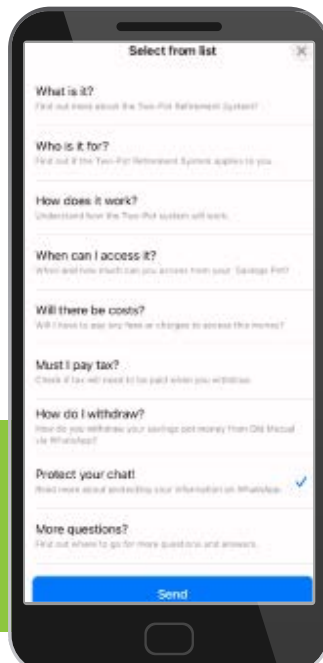 Select from list
What is it?
Find out more about the Two-Pot Retirement System?
Who is it for?
Find out if the Two-Pot Retirement System applies to you.
How does it work?
Understand how the Two-Pot system will work.
When can I access it?
When and how much can you access from your 'Savings Pot?
Will there be costs?
Will I have to pay any fees or charges to access this money?
Must I pay tax?
Check if tax will need to be paid when you withdraw.
How do I withdraw?
How do you withdraw your savings pot money from Old Mutual
via WhatsApp?
Protect your chat!
Read more about protecting your information on WhatsApp.
More questions?
Find out where to go for more questions and answers.
Send